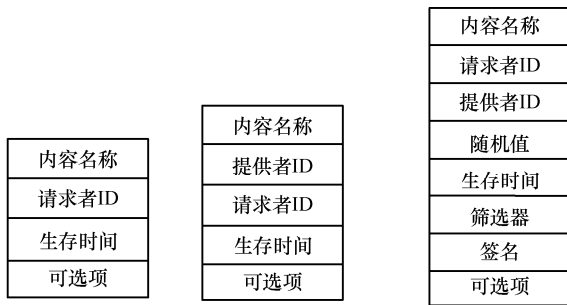 内容名称
请求者ID
生存时间
可选项
内容名称
提供者ID
请求者ID
生存时间
可选项
内容名称
请求者ID
提供者ID
随机值
生存时间
筛选器
签名
可选项